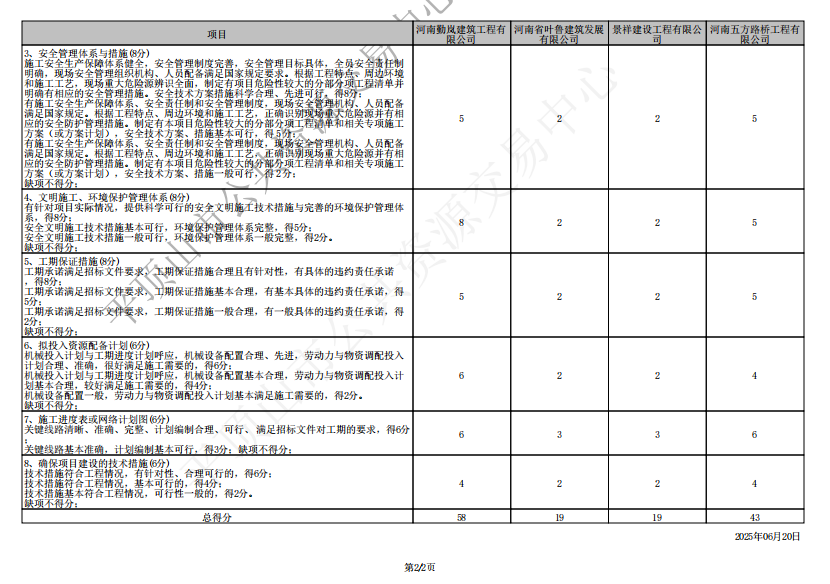 项目
河南勤岚建筑工程有
限公司
河南省叶鲁建筑发展
有限公司
景祥建设工程有限公
司
河南五方路桥工程有
限公司
3、安全管理体系与措施(8分)
施工安全生产保障体系健全，安全管理制度完善，安全管理目标具体，全员安全责任制
明确，现场安全管理组织机构、人员配备满足国家规定要求。根据工程特点、周边环境
和施工工艺，现场重大危险源辨识全面，制定有项目危险性较大的分部分项工程清单并
明确有相应的安全管理措施。安全技术方案措施科学合理、先进可行，得8分；
有施工安全生产保障体系、安全责任制和安全管理制度，现场安全管理机构、人员配备
满足国家规定。根据工程特点、周边环境和施工工艺，正确识别现场重大危险源并有相
应的安全防护管理措施。制定有本项目危险性较大的分部分项工程清单和相关专项施工
方案（或方案计划），安全技术方案、措施基本可行，得5分；
有施工安全生产保障体系、安全责任制和安全管理制度，现场安全管理机构、人员配备
满足国家规定。根据工程特点、周边环境和施工工艺，正确识别现场重大危险源并有相
应的安全防护管理措施。制定有本项目危险性较大的分部分项工程清单和相关专项施工
方案（或方案计划），安全技术方案、措施一般可行，得2分；
缺项不得分；
5
2
2
5
4、文明施工、环境保护管理体系(8分)
有针对项目实际情况，提供科学可行的安全文明施工技术措施与完善的环境保护管理体
系，得8分；
安全文明施工技术措施基本可行，环境保护管理体系完整，得5分；
安全文明施工技术措施一般可行，环境保护管理体系一般完整，得2分。
缺项不得分；
8
2
2
5
5、工期保证措施(8分)
工期承诺满足招标文件要求，工期保证措施合理且有针对性，有具体的违约责任承诺
，得8分；
工期承诺满足招标文件要求，工期保证措施基本合理，有基本具体的违约责任承诺，得
5分；
工期承诺满足招标文件要求，工期保证措施一般合理，有一般具体的违约责任承诺，得
2分；
缺项不得分；
5
2
2
5
6、拟投入资源配备计划(6分)
机械投入计划与工期进度计划呼应，机械设备配置合理、先进，劳动力与物资调配投入
计划合理、准确，很好满足施工需要的，得6分；
机械投入计划与工期进度计划呼应，机械设备配置基本合理，劳动力与物资调配投入计
划基本合理，较好满足施工需要的，得4分；
机械设备配置一般，劳动力与物资调配投入计划基本满足施工需要的，得2分。
缺项不得分；
6
2
2
4
7、施工进度表或网络计划图(6分)
关键线路清晰、准确、完整、计划编制合理、可行、满足招标文件对工期的要求，得6分
；
关键线路基本准确，计划编制基本可行，得3分；缺项不得分；
6
3
3
6
8、确保项目建设的技术措施(6分)
技术措施符合工程情况，有针对性、合理可行的，得6分；
技术措施符合工程情况，基本可行的，得4分；
技术措施基本符合工程情况，可行性一般的，得2分。
缺项不得分；
4
2
2
4
总得分
58
19
19
43
2025年06月20日
第2/2页
平顶山市公共资源交易中心
平顶山市公共资源交易中心